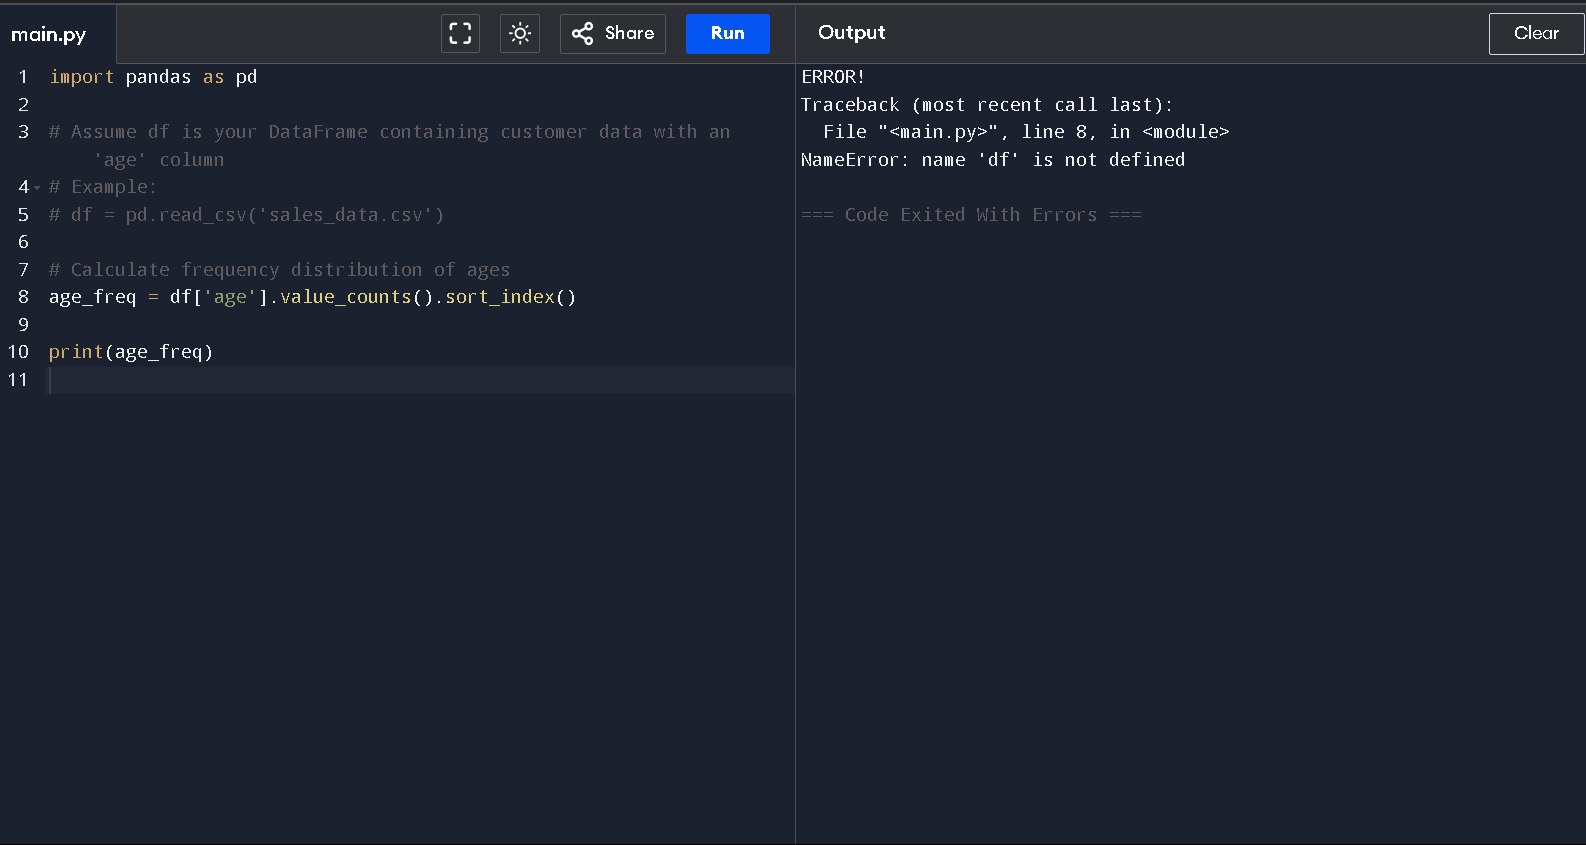 main.py
Share
Run
Output
Clear
1 import pandas as pd
2
3 # Assume df is your DataFrame containing customer data with an
'age' column
4 # Example:
5 # df = pd.read_csv('sales_data.csv')
6
7 # Calculate frequency distribution of ages
8 age_freq = df['age'].value_counts().sort_index()
9
10 print(age_freq)
11
ERROR!
Traceback (most recent call last):
  File "<main.py>", line 8, in <module>
NameError: name 'df' is not defined
=== Code Exited With Errors ===